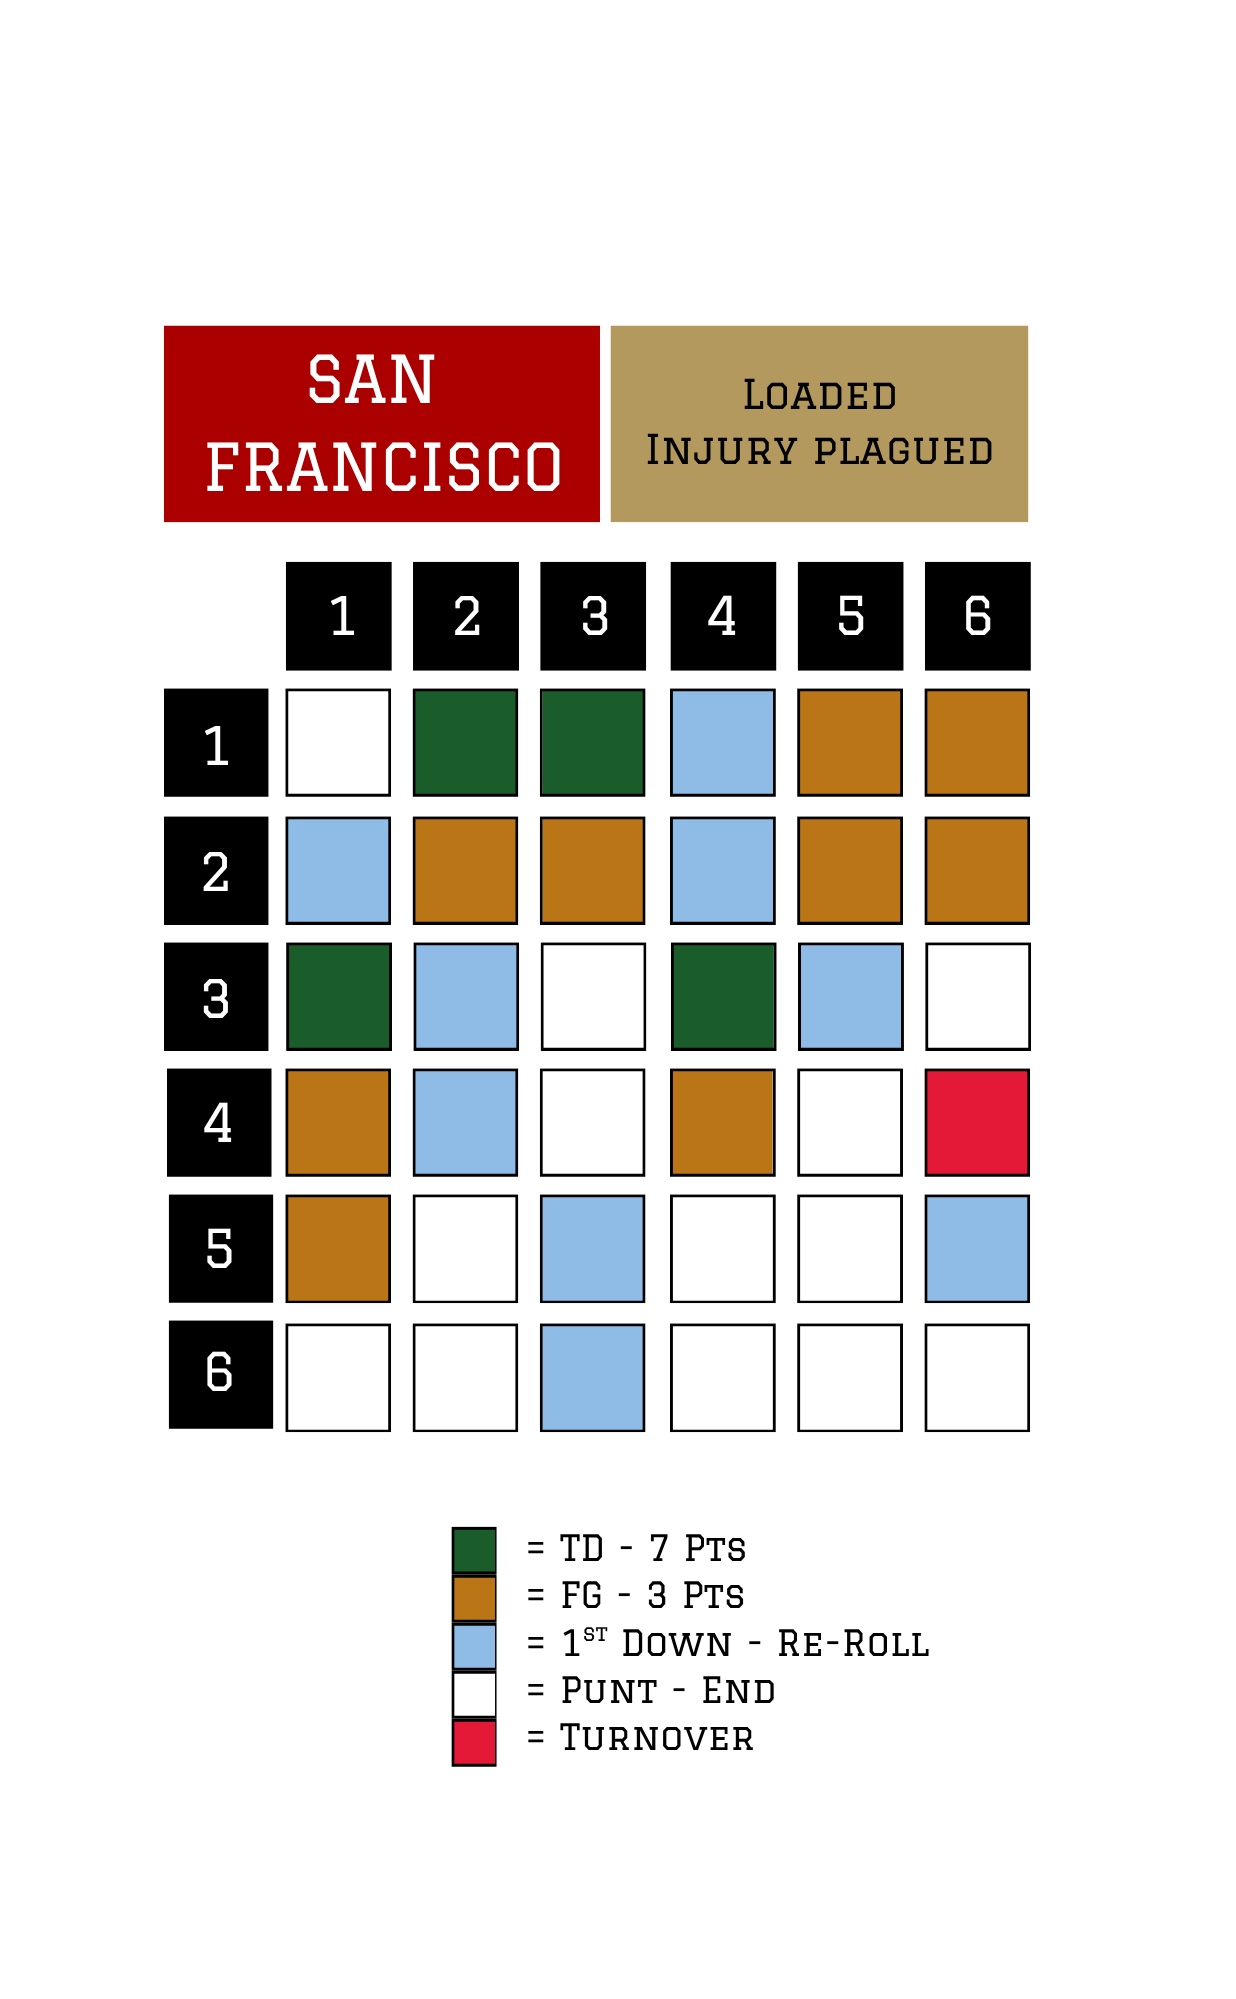 SAN
FRANCISCO
LOADED
INJURY PLAGUED
1 2 3 4 5 6
1
2
3
4
5
6
= TD - 7 PTS
= FG - 3 PTS
= 1ST DOWN - RE-ROLL
= PUNT - END
= TURNOVER